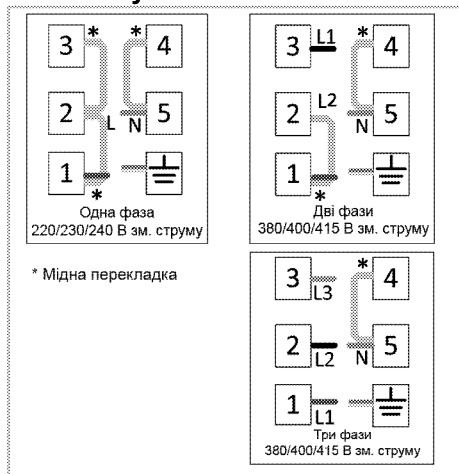 3 * * 4
2 L N 5
1
*
Одна фаза
220/230/240 В зм. струму
3 L1 * 4
2 L2 N 5
1
*
Дві фази
380/400/415 В зм. струму
* Мідна перекладка
3 L3 * 4
2 L2 N 5
1 L1
Три фази
380/400/415 В зм. струму